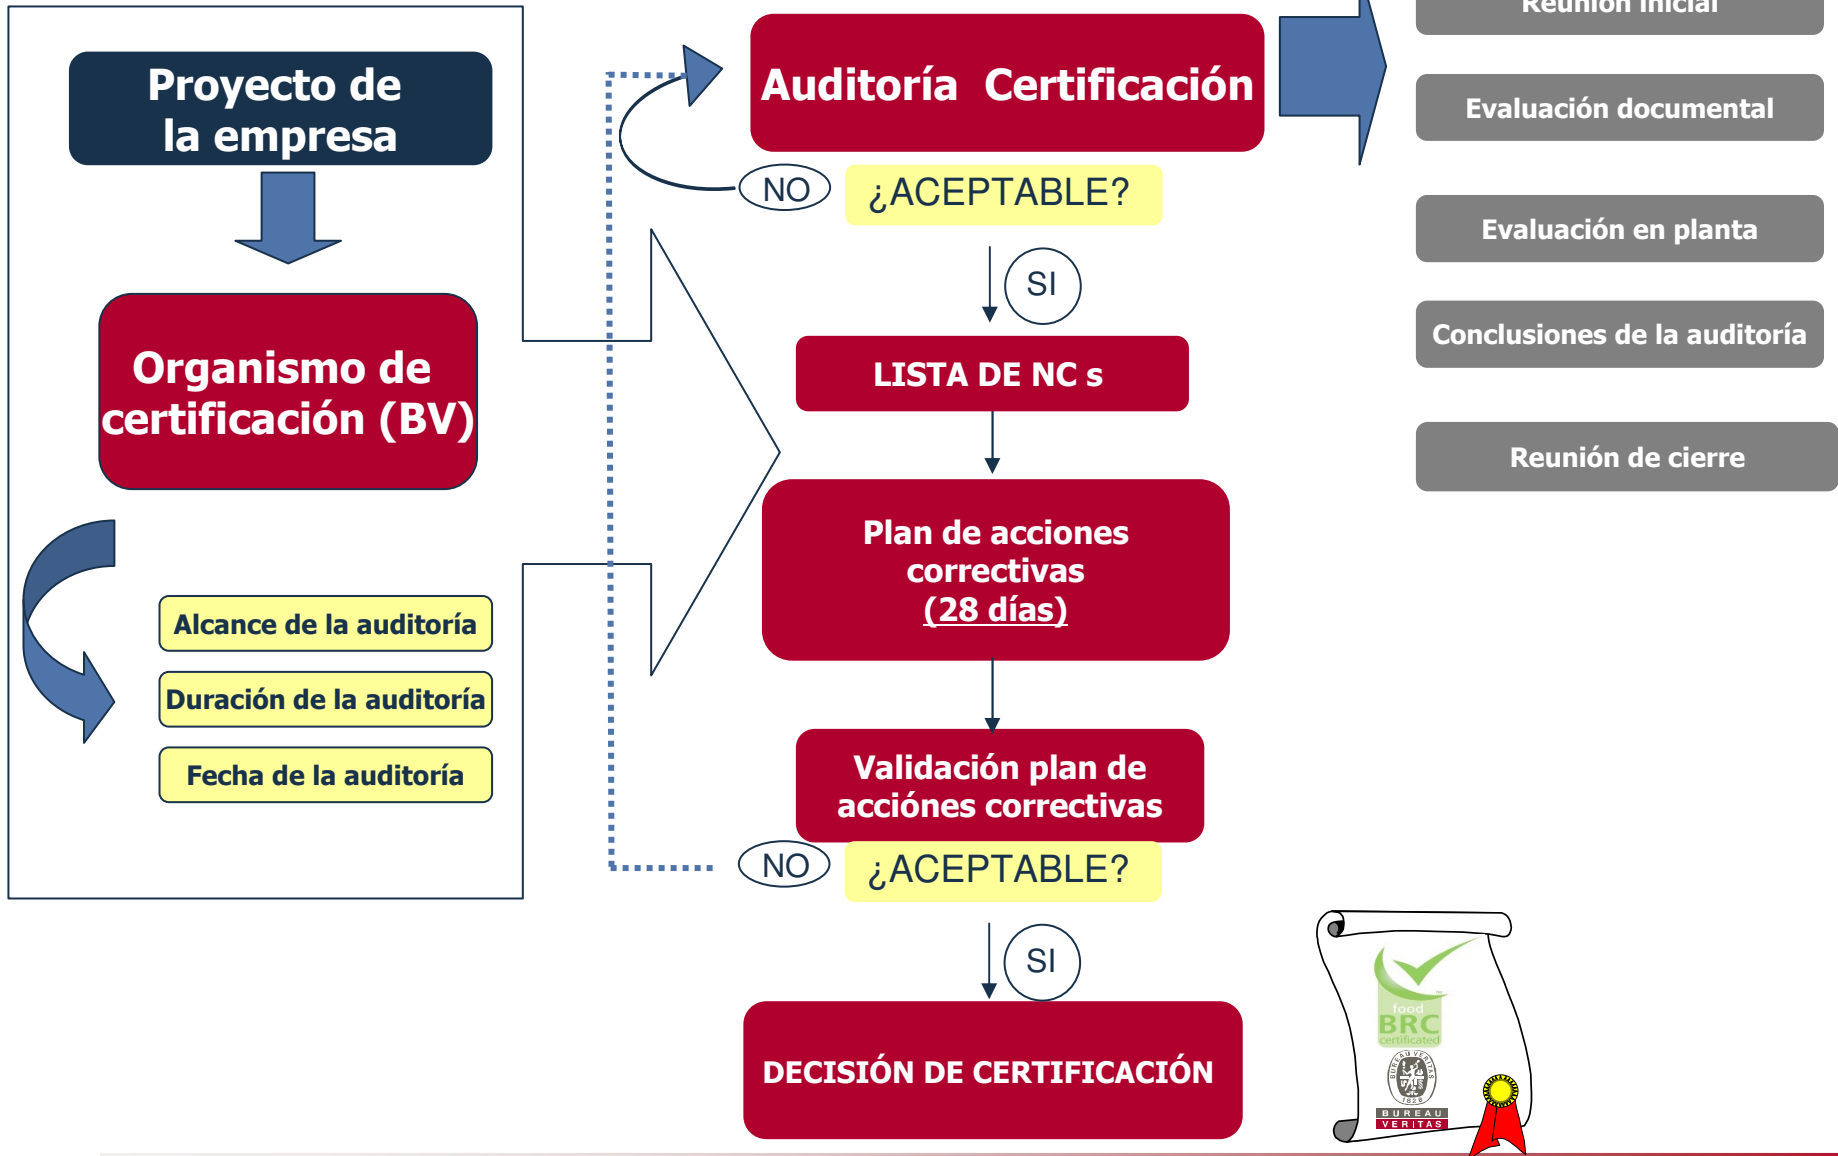 Proyecto de
la empresa
Organismo de
certificación (BV)
Alcance de la auditoría
Duración de la auditoría
Fecha de la auditoría
Auditoría Certificación
NO
¿ACEPTABLE?
SI
LISTA DE NC s
Plan de acciones
correctivas
(28 días)
Validación plan de
acciónes correctivas
NO
¿ACEPTABLE?
SI
DECISIÓN DE CERTIFICACIÓN
Reunión inicial
Evaluación documental
Evaluación en planta
Conclusiones de la auditoría
Reunión de cierre
food
BRC
certificated
BUREAU VERITAS
1828
BUREAU
VERITAS